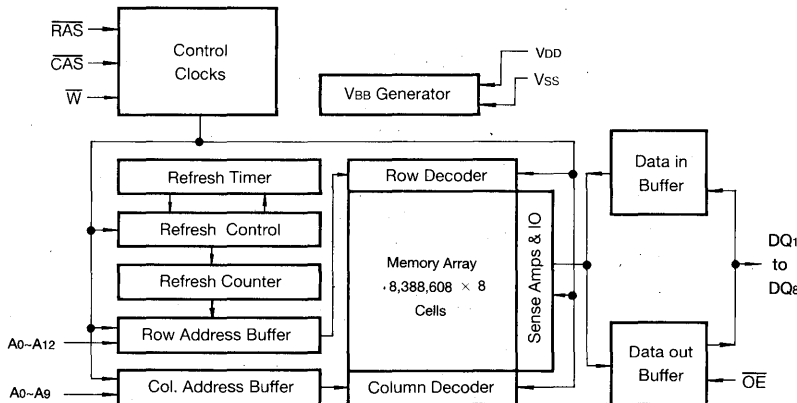 RAS
CAS
W
Control
Clocks
VBB Generator
VDD
VSS
Refresh Timer
Refresh Control
Refresh Counter
Row Address Buffer
Col. Address Buffer
A0~A12
A0~A9
Row Decoder
Memory Array
8,388,608 × 8
Cells
Sense Amps & IO
Column Decoder
Data in
Buffer
Data out
Buffer
DQ1
to
DQ8
OE